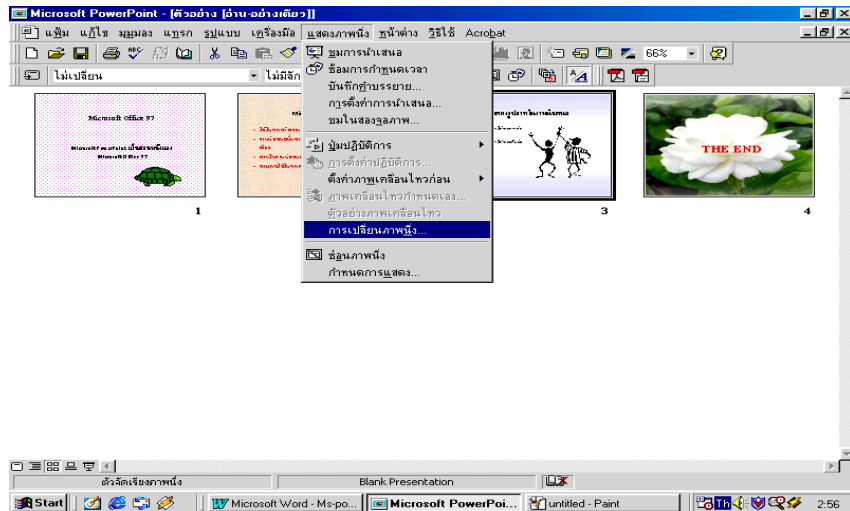 Microsoft PowerPoint - [ตัวอย่าง [อ่าน-อย่างเดียว]]
แฟ้ม แก้ไข มุมมอง แทรก รูปแบบ เครื่องมือ แสดงภาพนิ่ง หน้าต่าง วิธีใช้ Acrobat
66%
ไม่เปลี่ยน
ชมการนำเสนอ
ซ้อมการกำหนดเวลา
บันทึกคำบรรยาย...
การตั้งค่าการนำเสนอ...
ชมในสองจอภาพ...
ปุ่มปฏิบัติการ
การตั้งค่าปฏิบัติการ...
ตั้งค่าภาพเคลื่อนไหวก่อน
ภาพเคลื่อนไหวกำหนดเอง...
ตัวอย่างภาพเคลื่อนไหว
การเปลี่ยนภาพนิ่ง...
ซ่อนภาพนิ่ง
กำหนดการแสดง...
Microsoft Office 97
THE END
1
3
4
ตัวจัดเรียงภาพนิ่ง
Blank Presentation
Start
Microsoft Word - Ms-po...
Microsoft PowerPoi...
untitled - Paint
Th
2:56